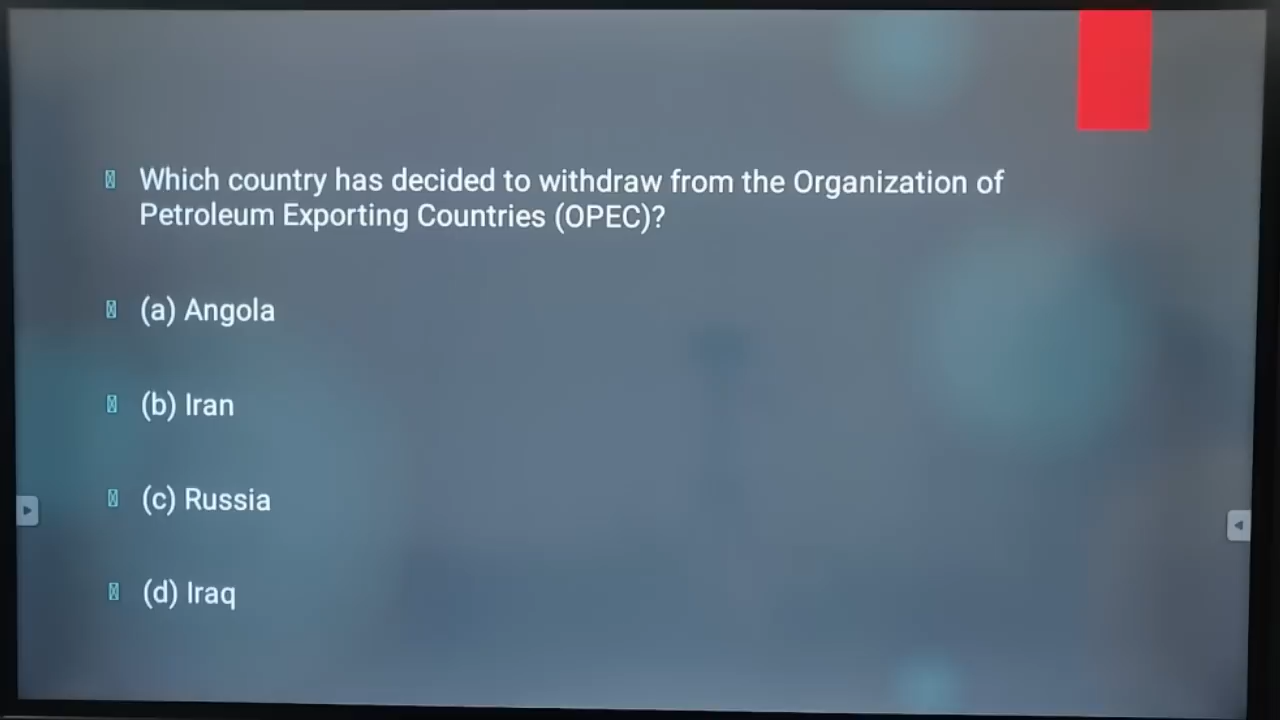 Which country has decided to withdraw from the Organization of
Petroleum Exporting Countries (OPEC)?
(a) Angola
(b) Iran
(c) Russia
(d) Iraq